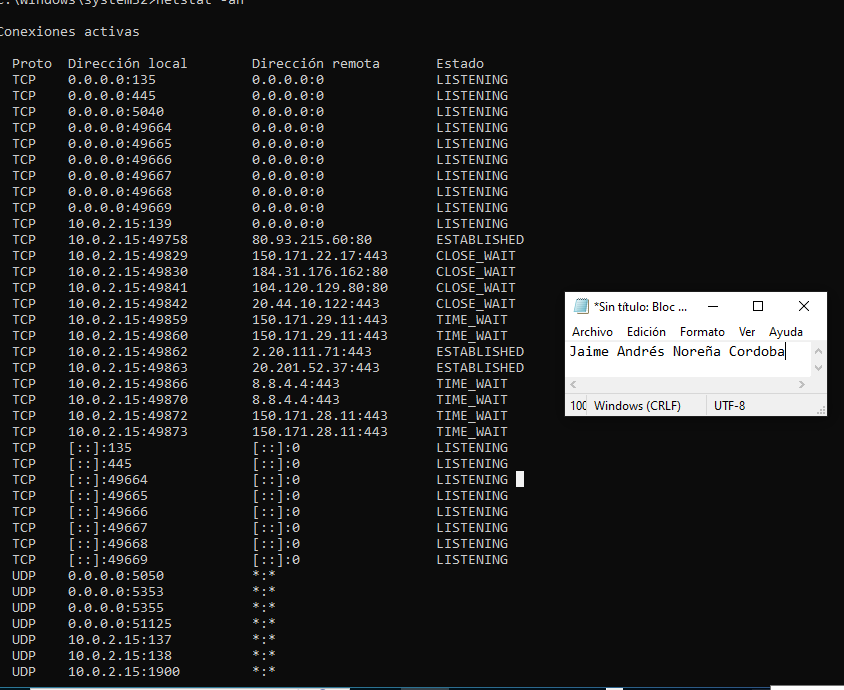 C:\Windows\system32>netstat -an
Conexiones activas
Proto Dirección local Dirección remota Estado
TCP 0.0.0.0:135 0.0.0.0:0 LISTENING
TCP 0.0.0.0:445 0.0.0.0:0 LISTENING
TCP 0.0.0.0:5040 0.0.0.0:0 LISTENING
TCP 0.0.0.0:49664 0.0.0.0:0 LISTENING
TCP 0.0.0.0:49665 0.0.0.0:0 LISTENING
TCP 0.0.0.0:49666 0.0.0.0:0 LISTENING
TCP 0.0.0.0:49667 0.0.0.0:0 LISTENING
TCP 0.0.0.0:49668 0.0.0.0:0 LISTENING
TCP 0.0.0.0:49669 0.0.0.0:0 LISTENING
TCP 10.0.2.15:139 0.0.0.0:0 LISTENING
TCP 10.0.2.15:49758 80.93.215.60:80 ESTABLISHED
TCP 10.0.2.15:49829 150.171.22.17:443 CLOSE_WAIT
TCP 10.0.2.15:49830 184.31.176.162:80 CLOSE_WAIT
TCP 10.0.2.15:49841 104.120.129.80:80 CLOSE_WAIT
TCP 10.0.2.15:49842 20.44.10.122:443 CLOSE_WAIT
TCP 10.0.2.15:49859 150.171.29.11:443 TIME_WAIT
TCP 10.0.2.15:49860 150.171.29.11:443 TIME_WAIT
TCP 10.0.2.15:49862 2.20.111.71:443 ESTABLISHED
TCP 10.0.2.15:49863 20.201.52.37:443 ESTABLISHED
TCP 10.0.2.15:49866 8.8.4.4:443 TIME_WAIT
TCP 10.0.2.15:49870 8.8.4.4:443 TIME_WAIT
TCP 10.0.2.15:49872 150.171.28.11:443 TIME_WAIT
TCP 10.0.2.15:49873 150.171.28.11:443 TIME_WAIT
TCP [::]:135 [::]:0 LISTENING
TCP [::]:445 [::]:0 LISTENING
TCP [::]:49664 [::]:0 LISTENING
TCP [::]:49665 [::]:0 LISTENING
TCP [::]:49666 [::]:0 LISTENING
TCP [::]:49667 [::]:0 LISTENING
TCP [::]:49668 [::]:0 LISTENING
TCP [::]:49669 [::]:0 LISTENING
UDP 0.0.0.0:5050 *:*
UDP 0.0.0.0:5353 *:*
UDP 0.0.0.0:5355 *:*
UDP 0.0.0.0:51125 *:*
UDP 10.0.2.15:137 *:*
UDP 10.0.2.15:138 *:*
UDP 10.0.2.15:1900 *:*
*Sin título: Bloc ...
Archivo Edición Formato Ver Ayuda
Jaime Andrés Noreña Cordoba
100 Windows (CRLF) UTF-8